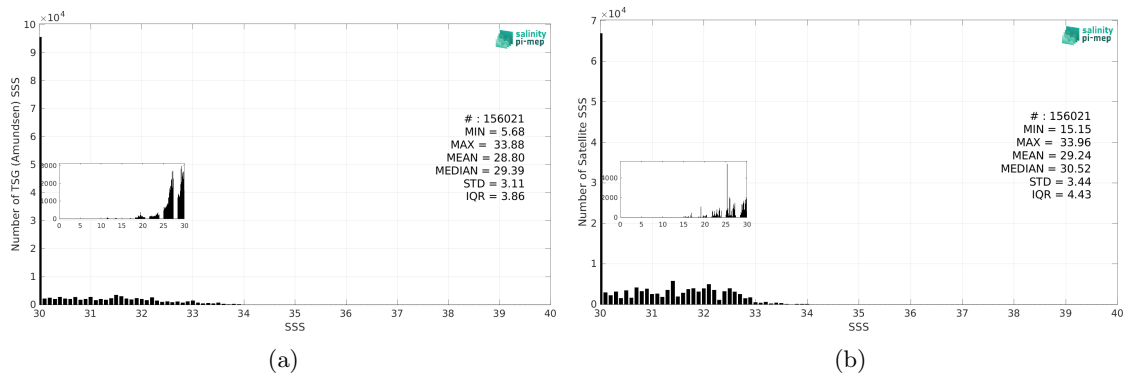 ×10⁴
10
9
8
7
6
5
4
3
2
1
0
Number of TSG (Amundsen) SSS
salinity
pi-mep
# : 156021
MIN = 5.68
MAX = 33.88
MEAN = 28.80
MEDIAN = 29.39
STD = 3.11
IQR = 3.86
3000
2000
1000
0
0 5 10 15 20 25 30
30 31 32 33 34 35 36 37 38 39 40
SSS
(a)
×10⁴
7
6
5
4
3
2
1
0
Number of Satellite SSS
salinity
pi-mep
# : 156021
MIN = 15.15
MAX = 33.96
MEAN = 29.24
MEDIAN = 30.52
STD = 3.44
IQR = 4.43
4000
2000
0
0 5 10 15 20 25 30
30 31 32 33 34 35 36 37 38 39 40
SSS
(b)